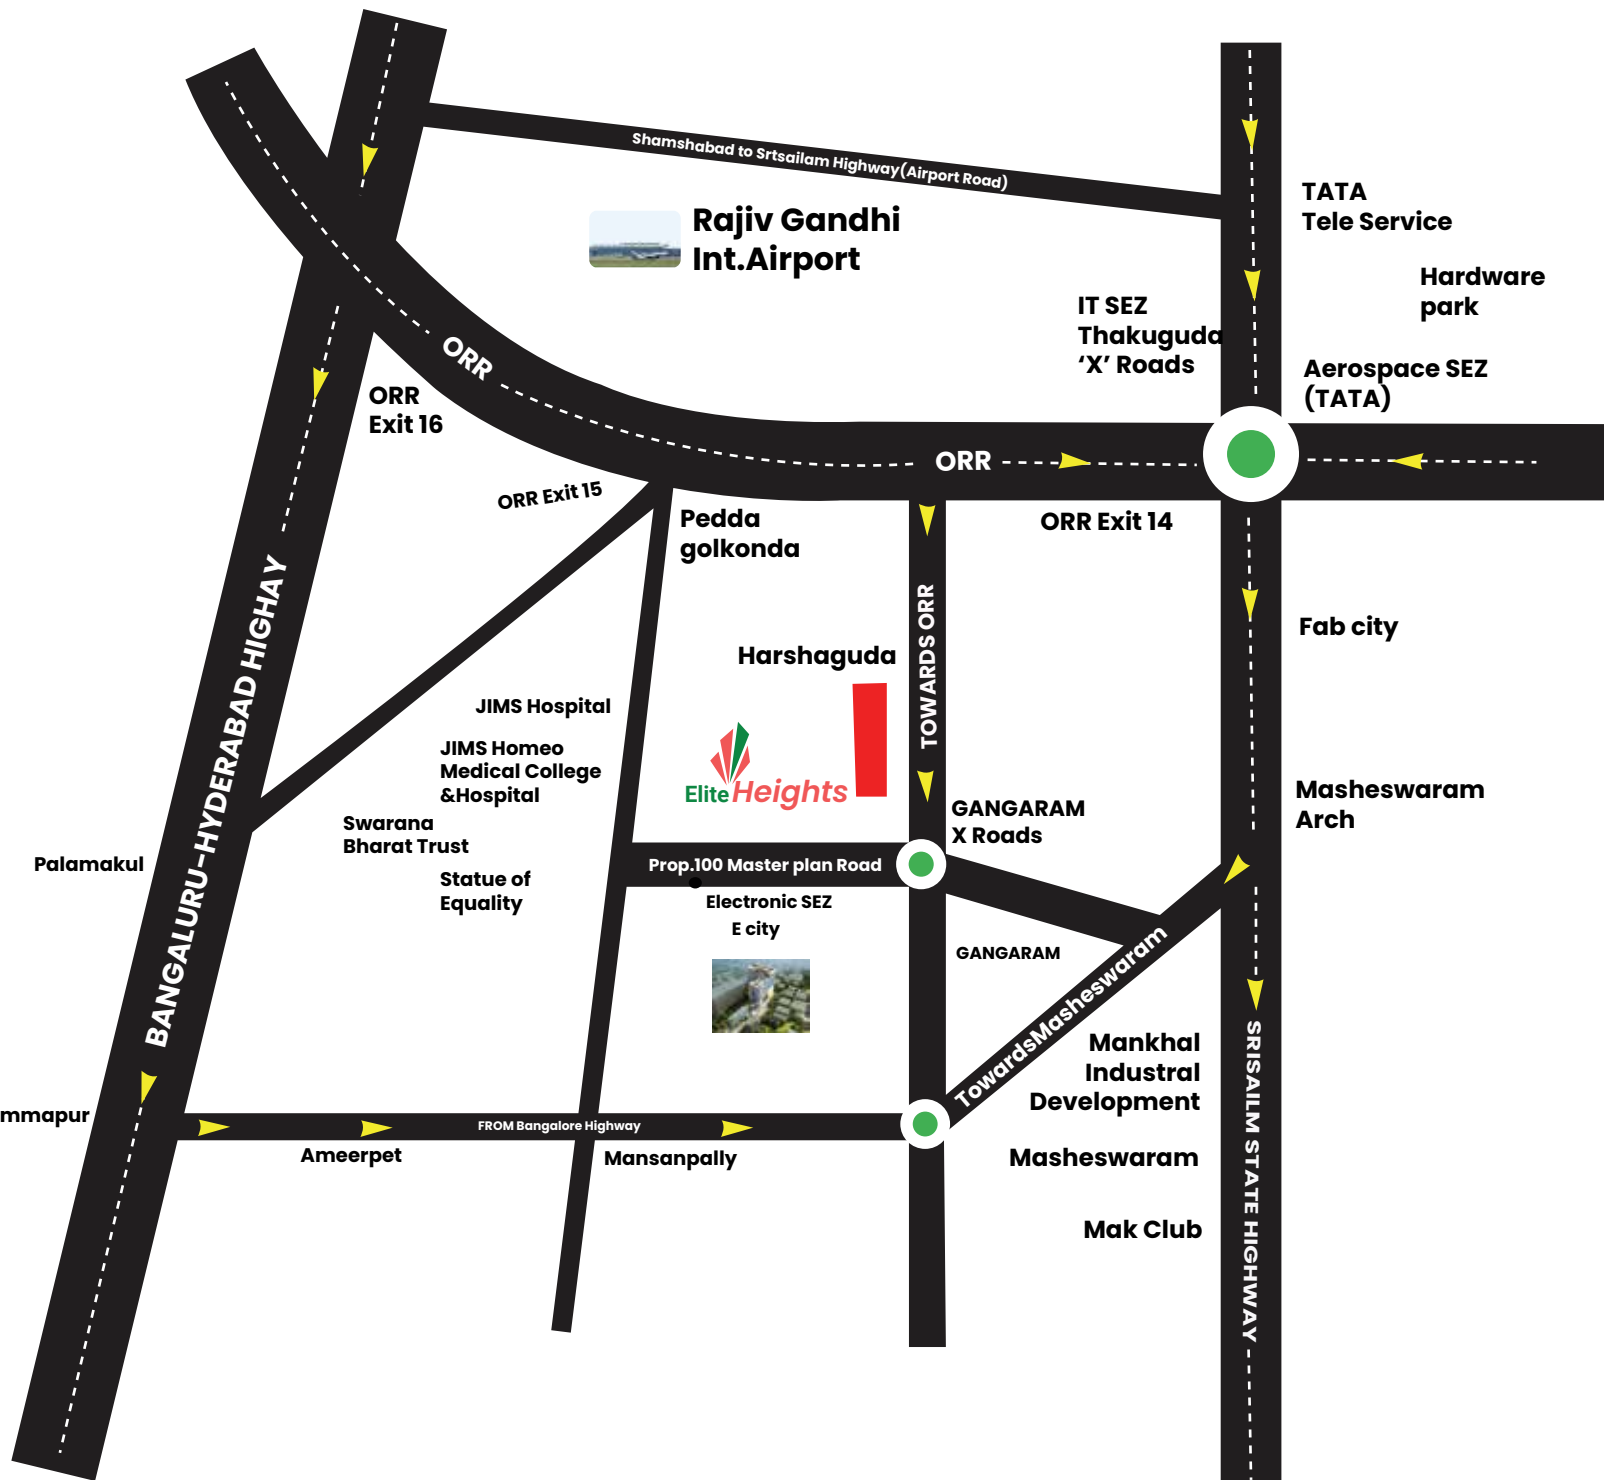 Shamshabad to Srtsailam Highway(Airport Road)
Rajiv Gandhi
Int.Airport
TATA
Tele Service
Hardware
park
IT SEZ
Thakuguda
‘X’ Roads
Aerospace SEZ
(TATA)
ORR
ORR
Exit 16
ORR
ORR Exit 15
Pedda
golkonda
ORR Exit 14
TOWARDS ORR
Fab city
Harshaguda
BANGALURU-HYDERABAD HIGHAY
JIMS Hospital
JIMS Homeo
Medical College
&Hospital
Elite Heights
GANGARAM
X Roads
Masheswaram
Arch
Swarana
Bharat Trust
Palamakul
Prop.100 Master plan Road
Statue of
Equality
Electronic SEZ
E city
GANGARAM
TowardsMasheswaram
Mankhal
Industral
Development
SRISAILM STATE HIGHWAY
mmapur
FROM Bangalore Highway
Ameerpet
Mansanpally
Masheswaram
Mak Club